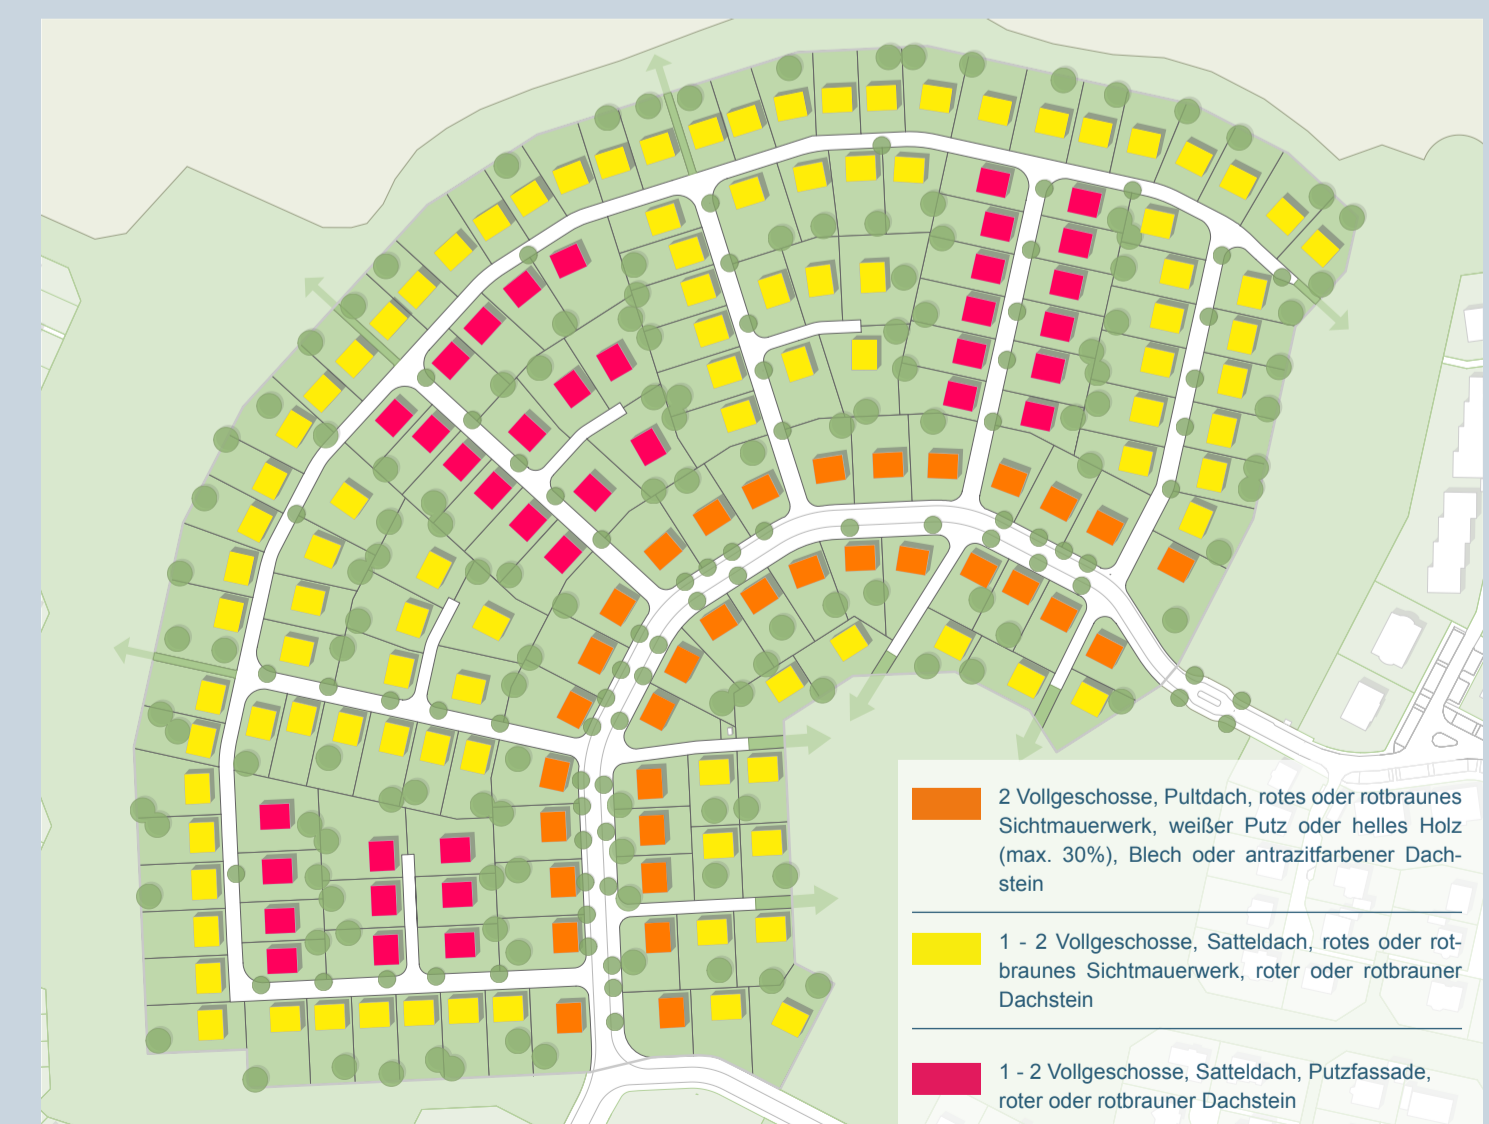 2 Vollgeschosse, Pultdach, rotes oder rotbraunes
Sichtmauerwerk, weißer Putz oder helles Holz
(max. 30%), Blech oder antrazitfarbener Dach-
stein
1 - 2 Vollgeschosse, Satteldach, rotes oder rot-
braunes Sichtmauerwerk, roter oder rotbrauner
Dachstein
1 - 2 Vollgeschosse, Satteldach, Putzfassade,
roter oder rotbrauner Dachstein